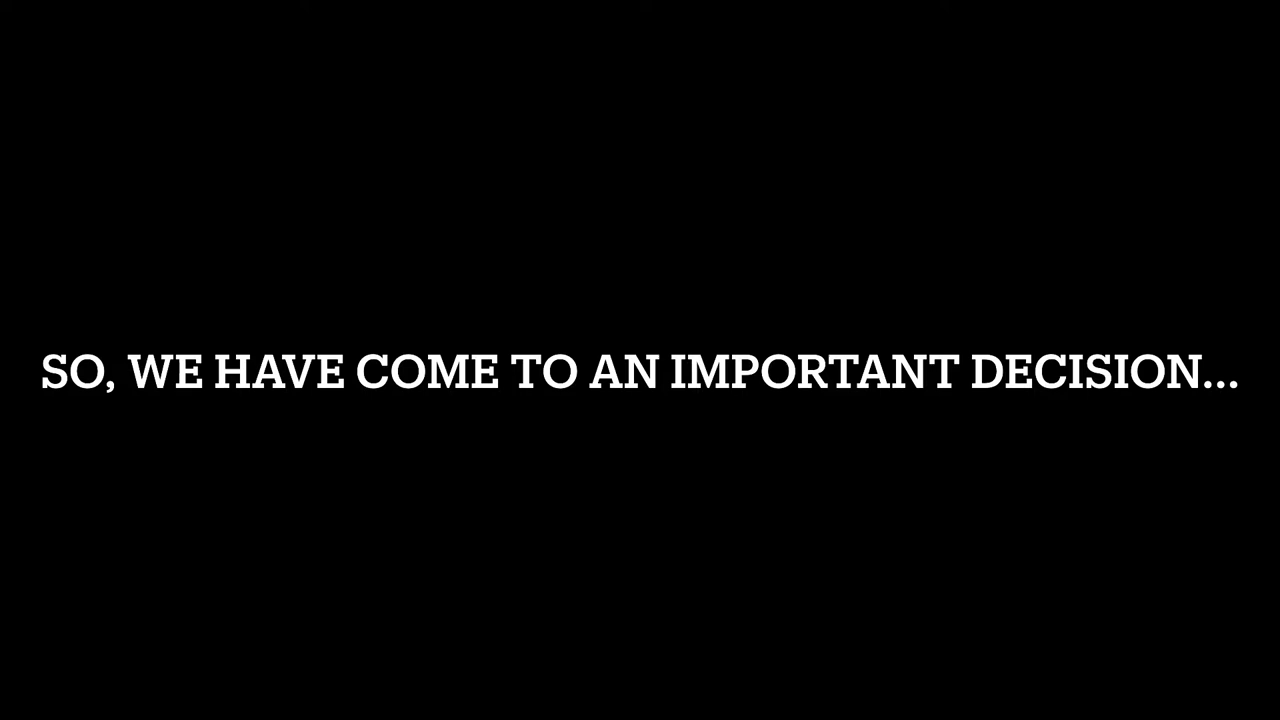 SO, WE HAVE COME TO AN IMPORTANT DECISION...